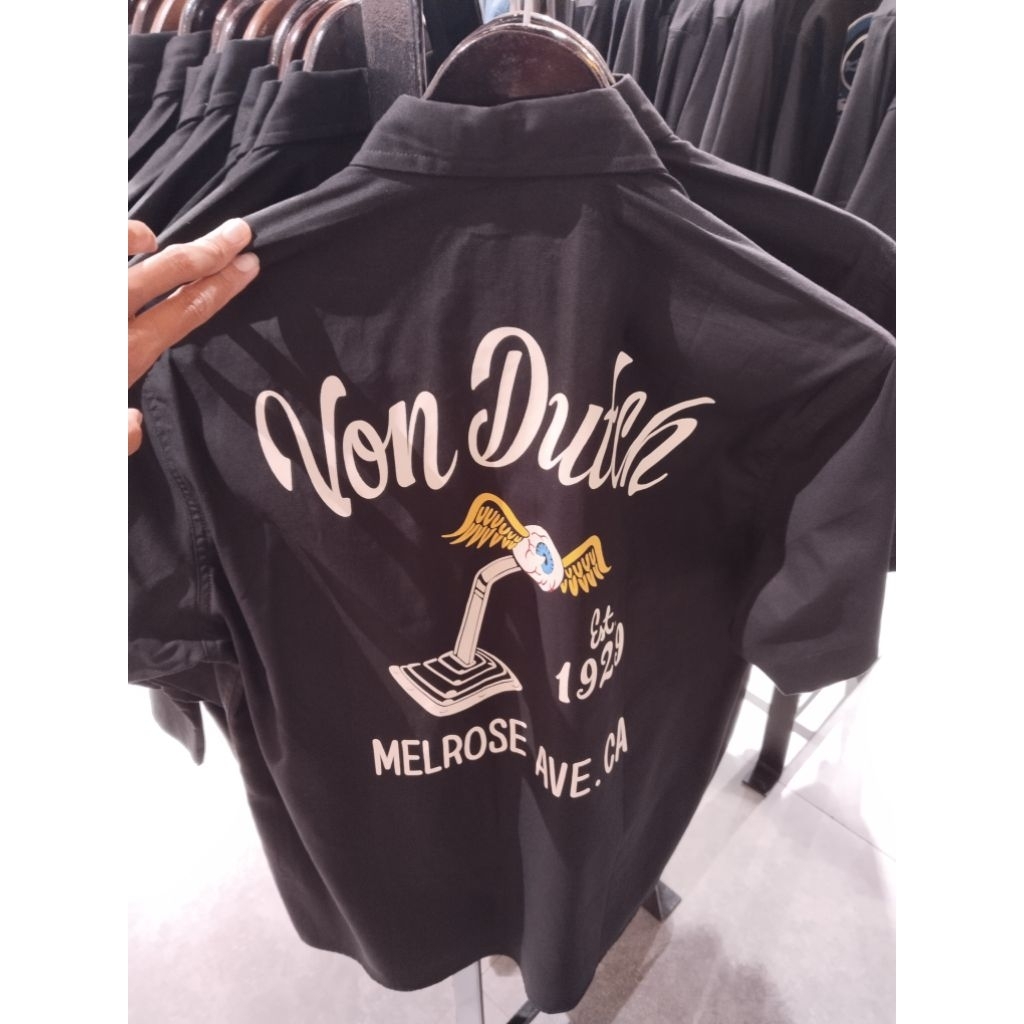 Von Dutch
Est
1929
MELROSE AVE. CA